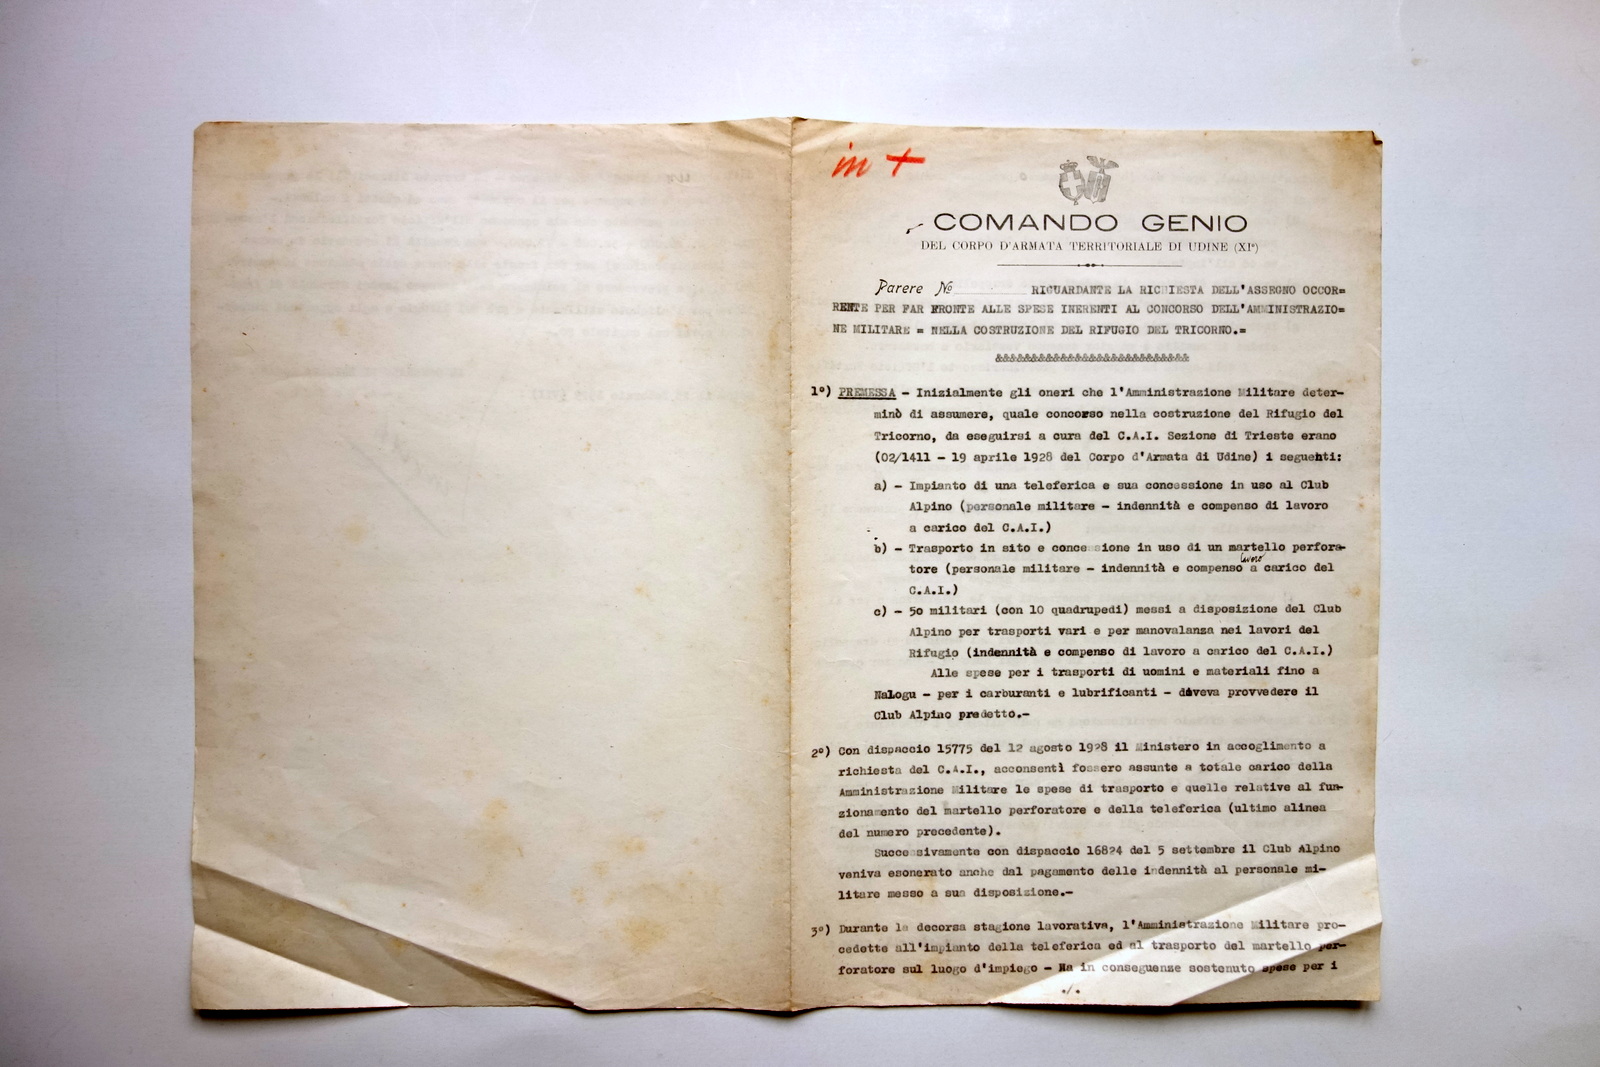 in +
COMANDO GENIO
DEL CORPO D'ARMATA TERRITORIALE DI UDINE (XIº)
Parere № RIGUARDANTE LA RICHIESTA DELL'ASSEGNO OCCOR=
RENTE PER FAR FRONTE ALLE SPESE INERENTI AL CONCORSO DELL'AMMINISTRAZIO=
NE MILITARE = NELLA COSTRUZIONE DEL RIFUGIO DEL TRICORNO.=
&&&&&&&&&&&&&&&&&&&&&&&&&&&
1º) PREMESSA - Inizialmente gli oneri che l'Amministrazione Militare deter-
minò di assumere, quale concorso nella costruzione del Rifugio del
Tricorno, da eseguirsi a cura del C.A.I. Sezione di Trieste erano
(02/1411 - 19 aprile 1928 del Corpo d'Armata di Udine) i seguenti:
a) - Impianto di una teleferica e sua concessione in uso al Club
Alpino (personale militare - indennità e compenso di lavoro
a carico del C.A.I.)
b) - Trasporto in sito e concessione in uso di un martello perfora-
lavoro
tore (personale militare - indennità e compenso a carico del
C.A.I.)
c) - 50 militari (con 10 quadrupedi) messi a disposizione del Club
Alpino per trasporti vari e per manovalanza nei lavori del
Rifugio (indennità e compenso di lavoro a carico del C.A.I.)
Alle spese per i trasporti di uomini e materiali fino a
Nalogu - per i carburanti e lubrificanti - doveva provvedere il
Club Alpino predetto.-
2º) Con dispaccio 15775 del 12 agosto 1928 il Ministero in accoglimento a
richiesta del C.A.I., acconsentì fossero assunte a totale carico della
Amministrazione Militare le spese di trasporto e quelle relative al fun-
zionamento del martello perforatore e della teleferica (ultimo alinea
del numero precedente).
Successivamente con dispaccio 16824 del 5 settembre il Club Alpino
veniva esonerato anche dal pagamento delle indennità al personale mi-
litare messo a sua disposizione.-
3º) Durante la decorsa stagione lavorativa, l'Amministrazione Militare pro-
cedette all'impianto della teleferica ed al trasporto del martello per-
foratore sul luogo d'impiego - Ha in conseguenze sostenuto spese per i
./.